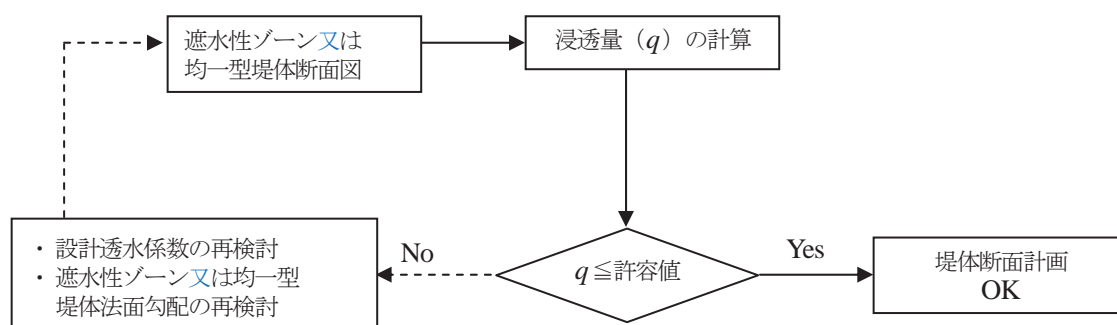 遮水性ゾーン又は
均一型堤体断面図
浸透量（q）の計算
・ 設計透水係数の再検討
・ 遮水性ゾーン又は均一型
堤体法面勾配の再検討
No
q≦許容値
Yes
堤体断面計画
OK